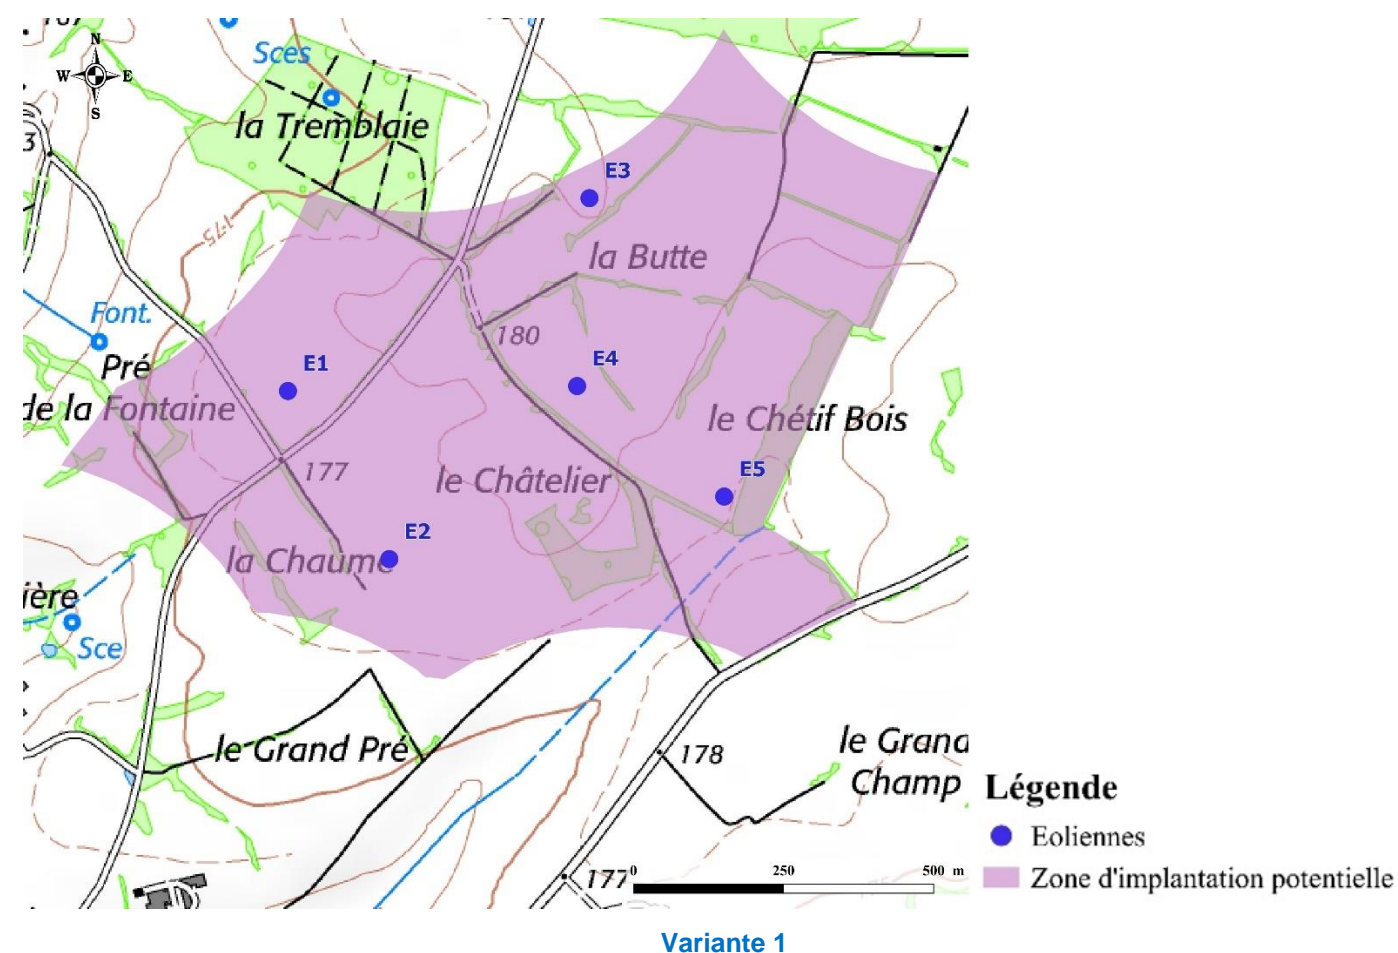 N
W E
S
Sces
la Tremblaie
3
175
E3
la Butte
Font.
180
Pré
de la Fontaine
E1
E4
le Chétif Bois
177
le Châtelier
E5
E2
la Chaume
ière
Sce
le Grand Pré
178
le Grand
Champ
177
0 250 500 m
Légende
Eoliennes
Zone d'implantation potentielle
Variante 1